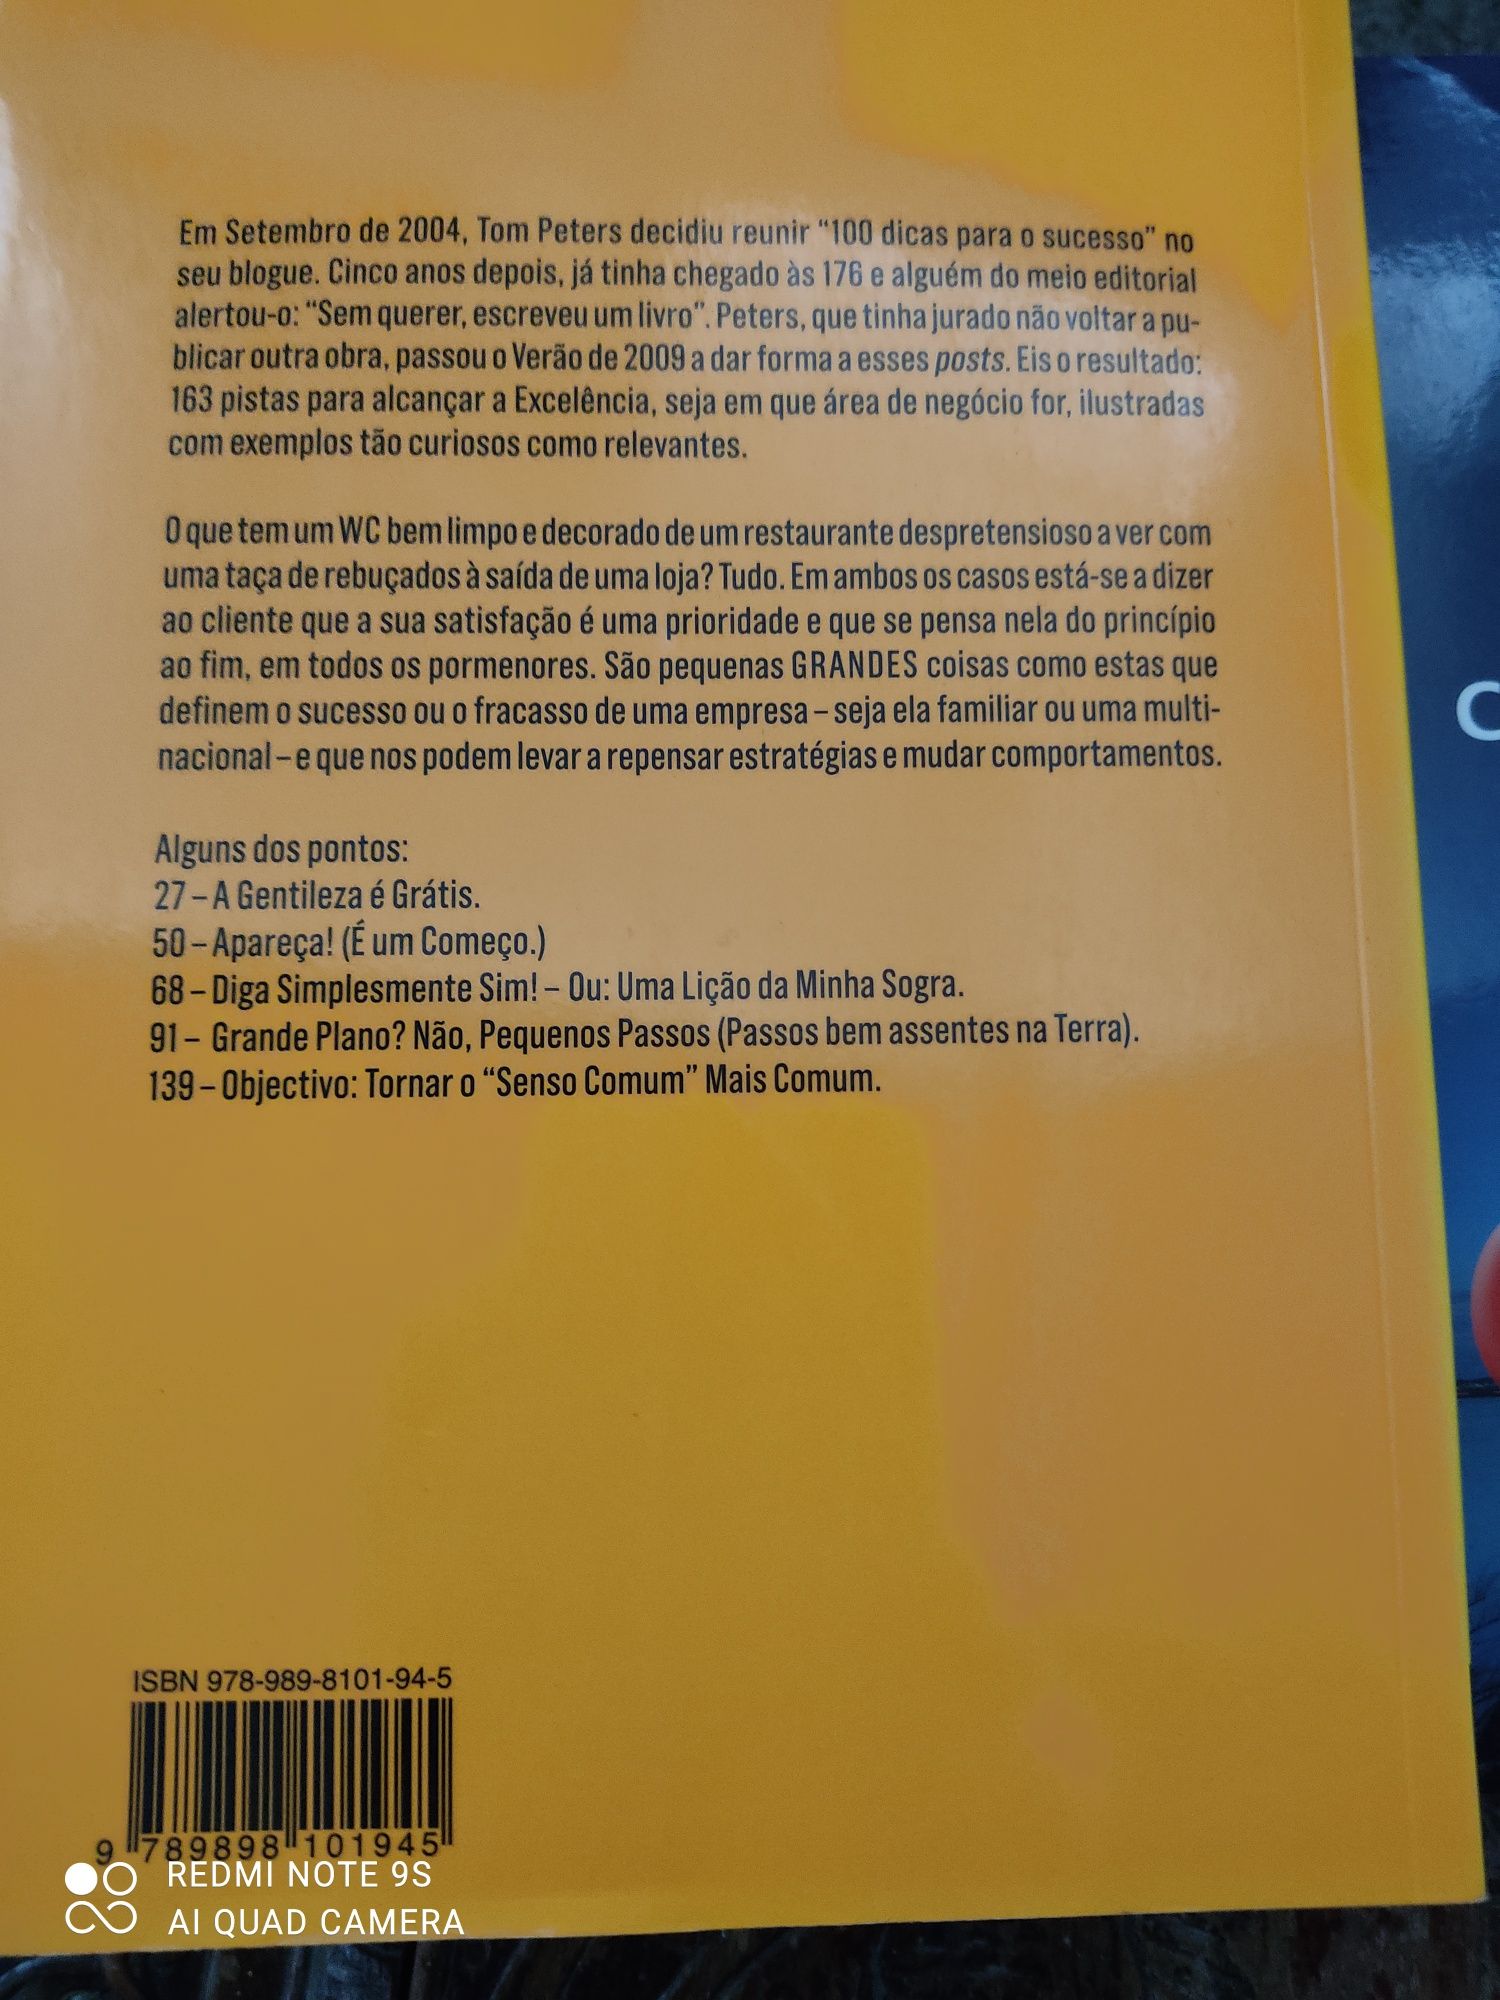 Em Setembro de 2004, Tom Peters decidiu reunir “100 dicas para o sucesso” no
seu blogue. Cinco anos depois, já tinha chegado às 176 e alguém do meio editorial
alertou-o: “Sem querer, escreveu um livro”. Peters, que tinha jurado não voltar a pu-
blicar outra obra, passou o Verão de 2009 a dar forma a esses posts. Eis o resultado:
163 pistas para alcançar a Excelência, seja em que área de negócio for, ilustradas
com exemplos tão curiosos como relevantes.
O que tem um WC bem limpo e decorado de um restaurante despretensioso a ver com
uma taça de rebuçados à saída de uma loja? Tudo. Em ambos os casos está-se a dizer
ao cliente que a sua satisfação é uma prioridade e que se pensa nela do princípio
ao fim, em todos os pormenores. São pequenas GRANDES coisas como estas que
definem o sucesso ou o fracasso de uma empresa – seja ela familiar ou uma multi-
nacional – e que nos podem levar a repensar estratégias e mudar comportamentos.
Alguns dos pontos:
27 – A Gentileza é Grátis.
50 – Apareça! (É um Começo.)
68 – Diga Simplesmente Sim! – Ou: Uma Lição da Minha Sogra.
91 – Grande Plano? Não, Pequenos Passos (Passos bem assentes na Terra).
139 – Objectivo: Tornar o “Senso Comum” Mais Comum.
ISBN 978-989-8101-94-5
9 789898 101945
REDMI NOTE 9S
AI QUAD CAMERA